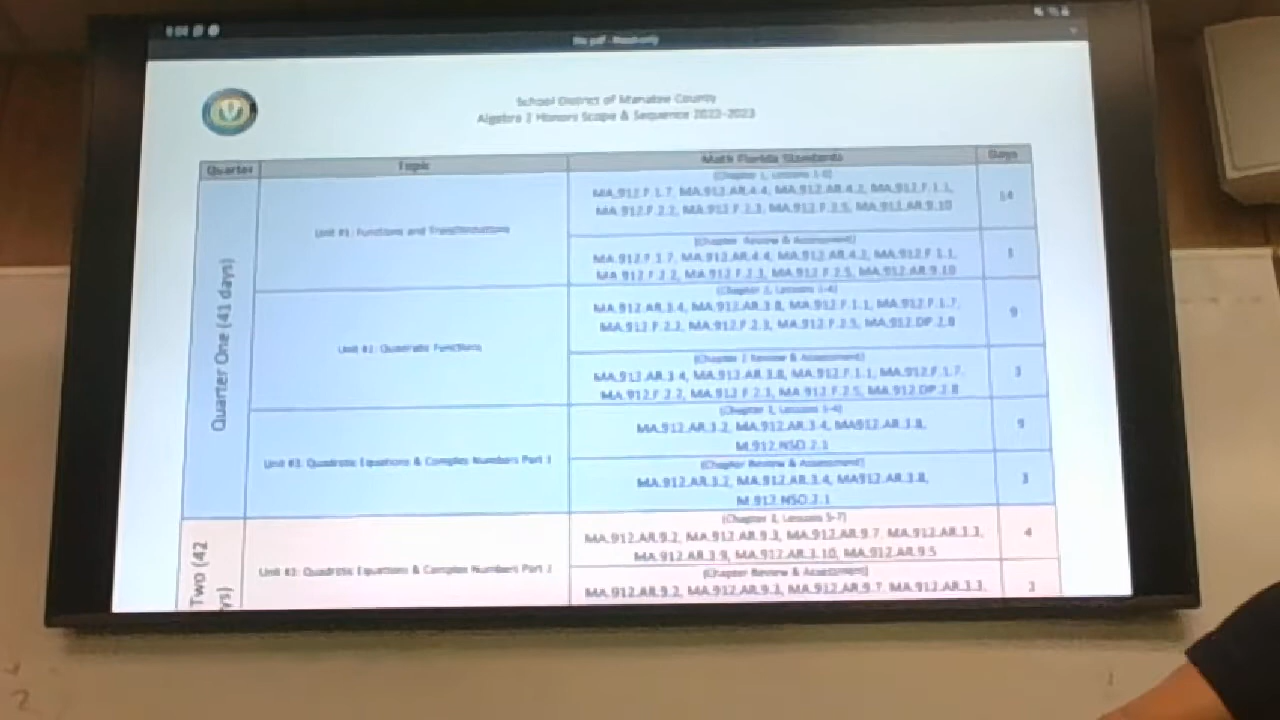 School District of Manatee County
Algebra 2 Honors Scope & Sequence 2022-2023
Quarter Topic Math Florida Standards Days
Quarter One (41 days)
Unit #1: Functions and Transformations
MA.912.F.1.7, MA.912.AR.4.4, MA.912.AR.4.2, MA.912.F.1.1,
MA.912.F.2.2, MA.912.F.2.3, MA.912.F.2.5, MA.912.AR.9.10
14
(Chapter Review & Assessment)
MA.912.F.1.7, MA.912.AR.4.4, MA.912.AR.4.2, MA.912.F.1.1,
MA.912.F.2.2, MA.912.F.2.3, MA.912.F.2.5, MA.912.AR.9.10
Unit #2: Quadratic Functions
(Chapter 2, Lessons 1-4)
MA.912.AR.3.4, MA.912.AR.3.8, MA.912.F.1.1, MA.912.F.1.7,
MA.912.F.2.2, MA.912.F.2.3, MA.912.F.2.5, MA.912.DP.2.8
9
(Chapter 2 Review & Assessment)
MA.912.AR.3.4, MA.912.AR.3.8, MA.912.F.1.1, MA.912.F.1.7,
MA.912.F.2.2, MA.912.F.2.3, MA.912.F.2.5, MA.912.DP.2.8
3
Unit #3: Quadratic Equations & Complex Numbers Part 1
(Chapter 3, Lessons 1-4)
MA.912.AR.3.2, MA.912.AR.3.4, MA912.AR.3.8,
M.912.NSO.2.1
9
(Chapter Review & Assessment)
MA.912.AR.3.2, MA.912.AR.3.4, MA912.AR.3.8,
M.912.NSO.2.1
3
Two (42
Unit #3: Quadratic Equations & Complex Numbers Part 2
(Chapter 3, Lessons 5-7)
MA.912.AR.9.2, MA.912.AR.9.3, MA.912.AR.9.7, MA.912.AR.3.3,
MA.912.AR.3.9, MA.912.AR.3.10, MA.912.AR.9.5
4
(Chapter Review & Assessment)
MA.912.AR.9.2, MA.912.AR.9.3, MA.912.AR.9.7, MA.912.AR.3.3,